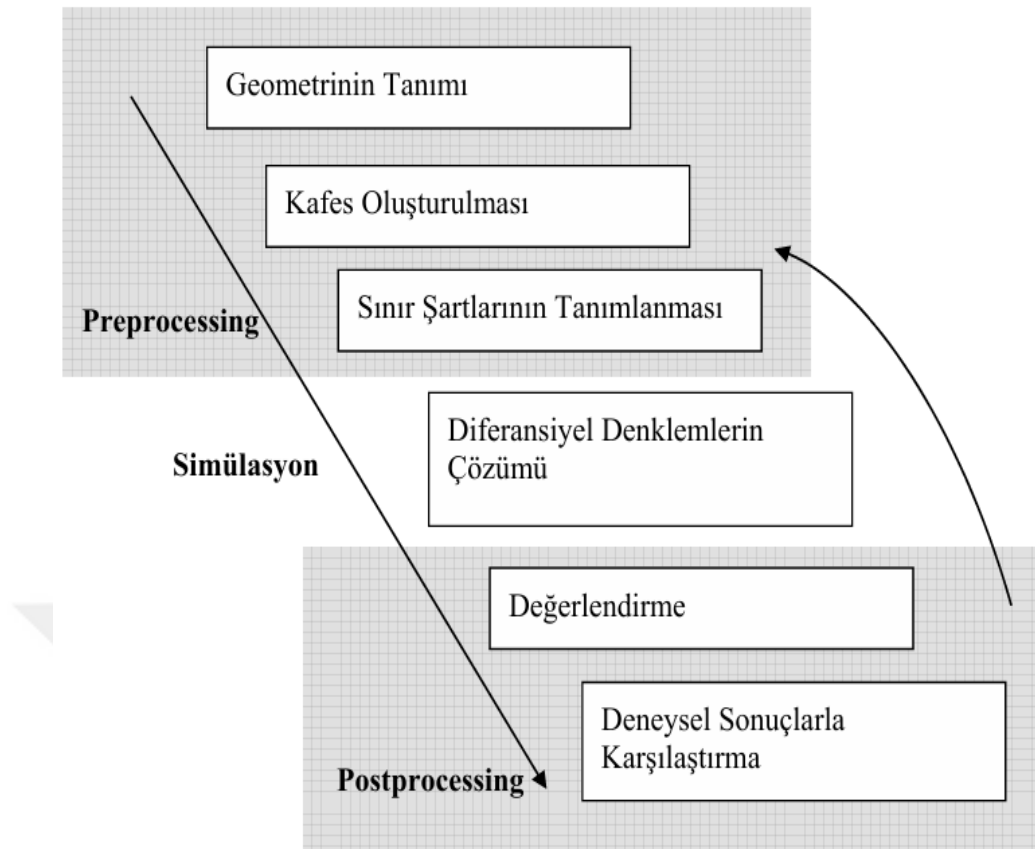 Geometrinin Tanımı
Kafes Oluşturulması
Sınır Şartlarının Tanımlanması
Preprocessing
Diferansiyel Denklemlerin
Çözümü
Simülasyon
Değerlendirme
Deneysel Sonuçlarla
Karşılaştırma
Postprocessing